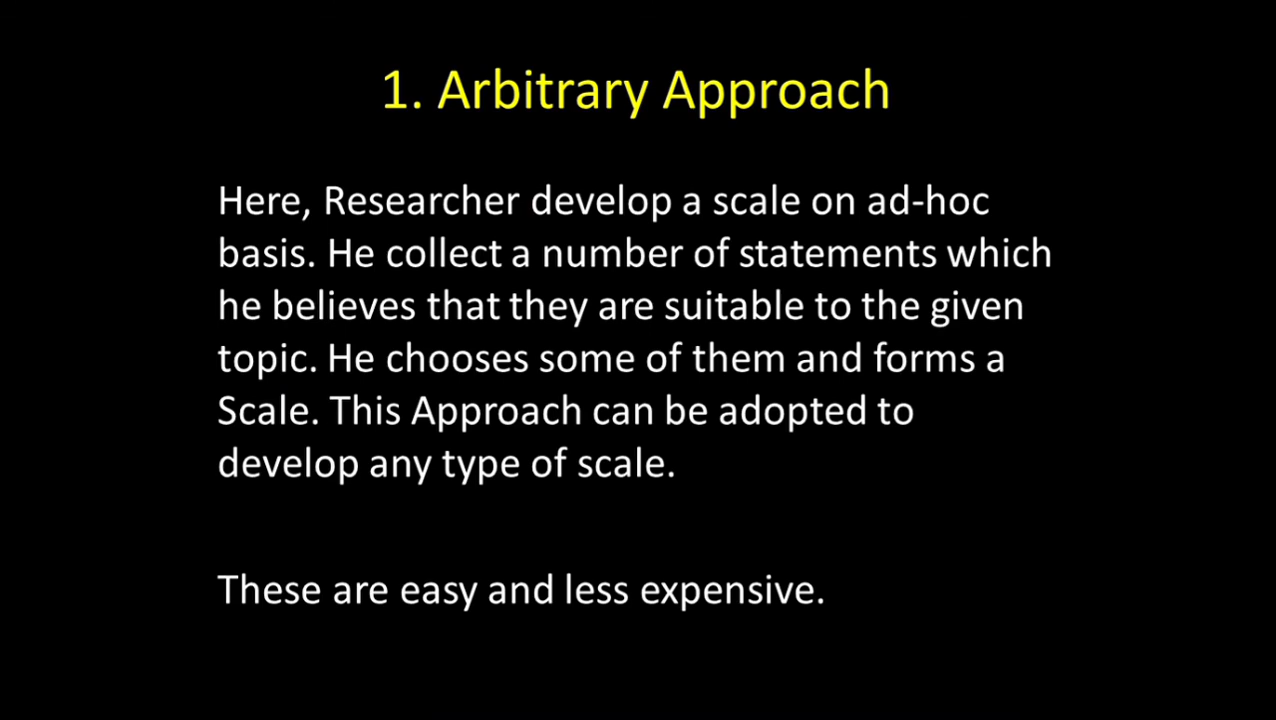 1. Arbitrary Approach
Here, Researcher develop a scale on ad-hoc
basis. He collect a number of statements which
he believes that they are suitable to the given
topic. He chooses some of them and forms a
Scale. This Approach can be adopted to
develop any type of scale.
These are easy and less expensive.